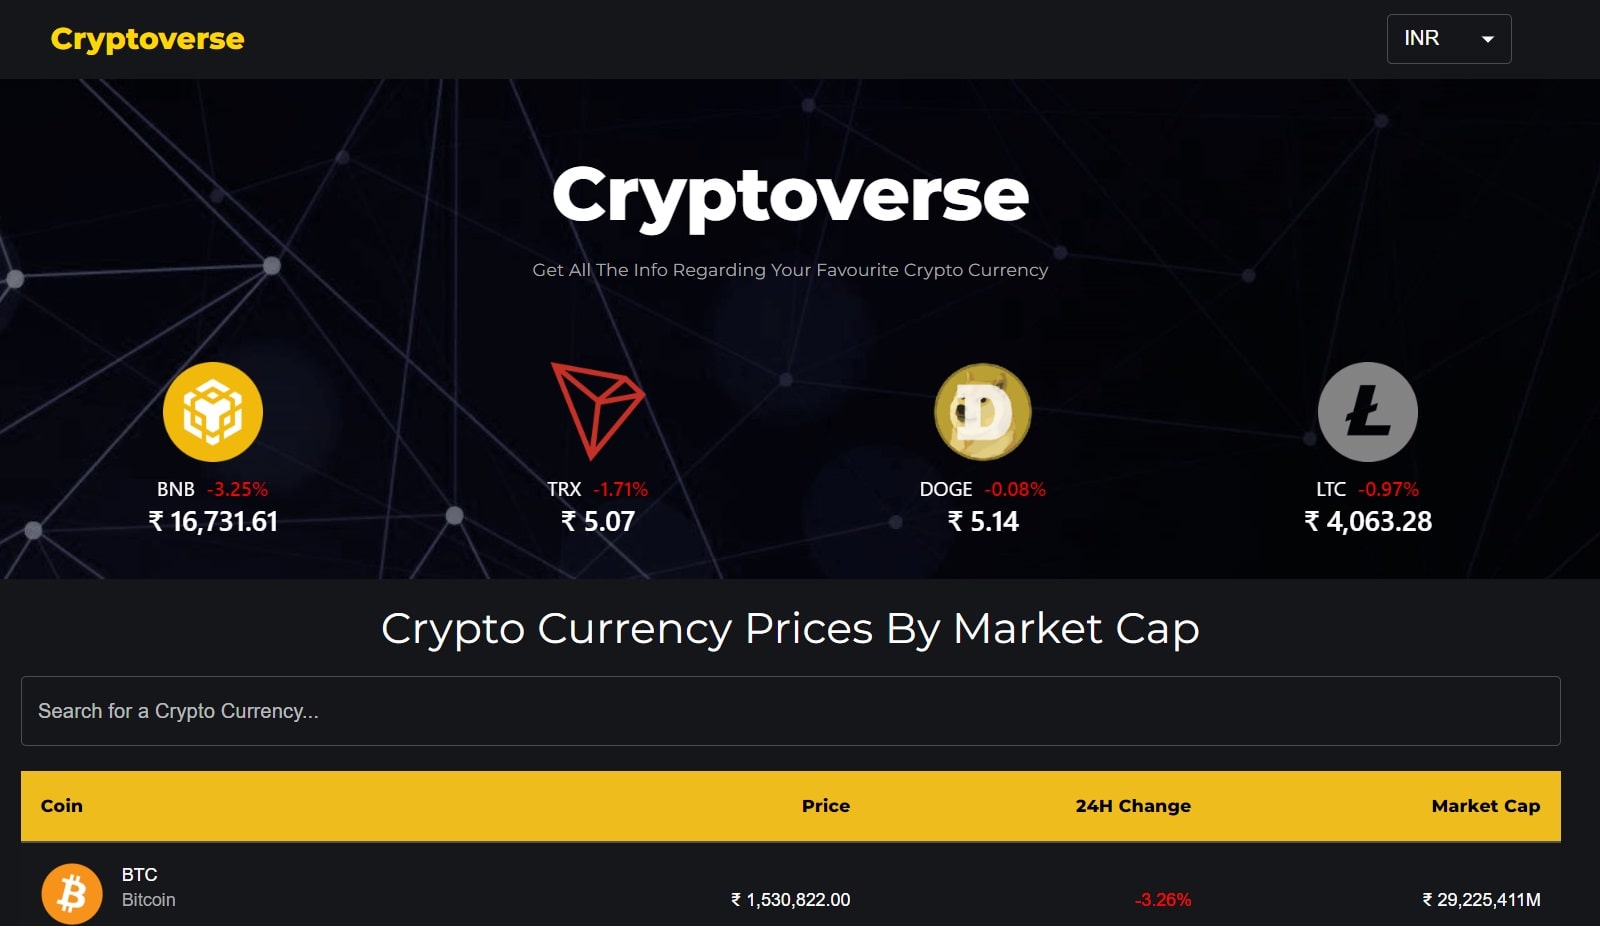 Cryptoverse
INR
Cryptoverse
Get All The Info Regarding Your Favourite Crypto Currency
BNB -3.25%
₹ 16,731.61
TRX -1.71%
₹ 5.07
DOGE -0.08%
₹ 5.14
LTC -0.97%
₹ 4,063.28
Crypto Currency Prices By Market Cap
Search for a Crypto Currency...
Coin Price 24H Change Market Cap
BTC
Bitcoin
₹ 1,530,822.00 -3.26% ₹ 29,225,411M